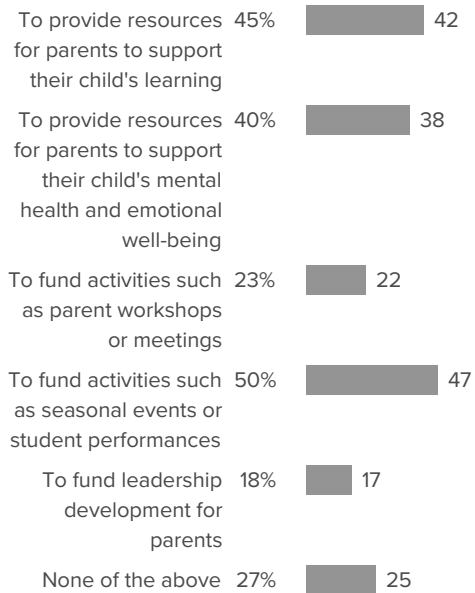 To provide resources 45% 42
for parents to support
their child's learning
To provide resources 40% 38
for parents to support
their child's mental
health and emotional
well-being
To fund activities such 23% 22
as parent workshops
or meetings
To fund activities such 50% 47
as seasonal events or
student performances
To fund leadership 18% 17
development for
parents
None of the above 27% 25